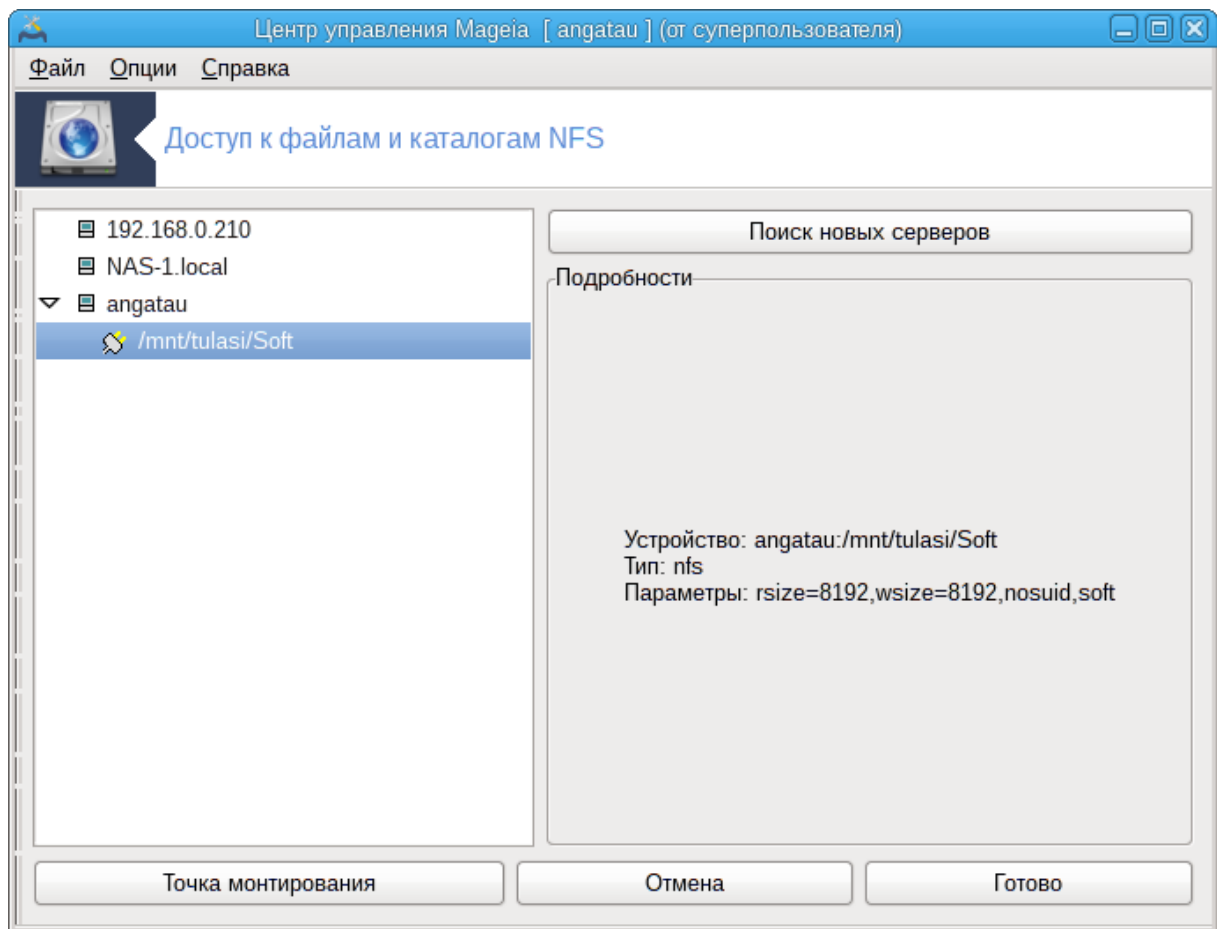 Центр управления Mageia [ angatau ] (от суперпользователя)
Файл Опции Справка
Доступ к файлам и каталогам NFS
192.168.0.210
NAS-1.local
angatau
/mnt/tulasi/Soft
Поиск новых серверов
Подробности
Устройство: angatau:/mnt/tulasi/Soft
Тип: nfs
Параметры: rsize=8192,wsize=8192,nosuid,soft
Точка монтирования
Отмена
Готово